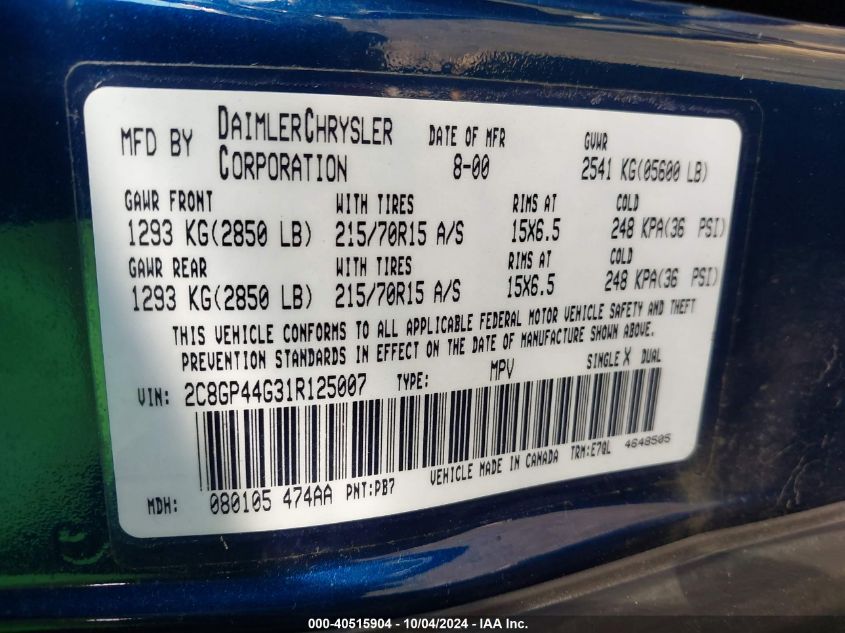 MFD BY DAIMLERCHRYSLER CORPORATION DATE OF MFR 8-00 GVWR 2541 KG(05600 LB)
GAWR FRONT WITH TIRES RIMS AT COLD
1293 KG(2850 LB) 215/70R15 A/S 15X6.5 248 KPA(36 PSI)
GAWR REAR WITH TIRES RIMS AT COLD
1293 KG(2850 LB) 215/70R15 A/S 15X6.5 248 KPA(36 PSI)
THIS VEHICLE CONFORMS TO ALL APPLICABLE FEDERAL MOTOR VEHICLE SAFETY AND THEFT
PREVENTION STANDARDS IN EFFECT ON THE DATE OF MANUFACTURE SHOWN ABOVE.
VIN: 2C8GP44G31R125007 TYPE: MPV SINGLE X DUAL
MDH: 080105 474AA PNT:PB7 VEHICLE MADE IN CANADA TRM:E7QL 4648505
000-40515904 - 10/04/2024 - IAA Inc.